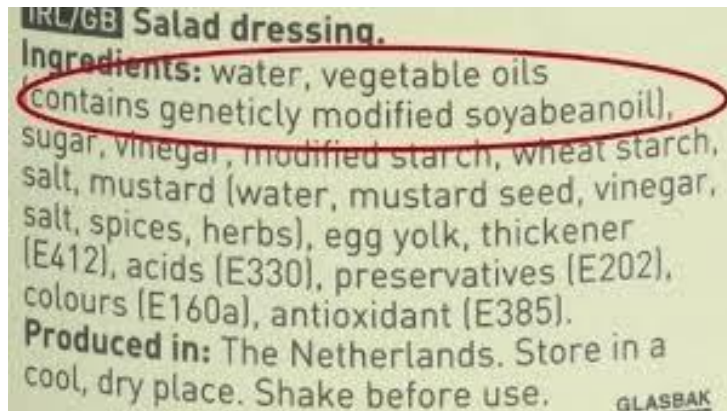 IRL/GB Salad dressing.
Ingredients: water, vegetable oils
(contains geneticly modified soyabeanoil),
sugar, vinegar, modified starch, wheat starch,
salt, mustard (water, mustard seed, vinegar,
salt, spices, herbs), egg yolk, thickener
(E412), acids (E330), preservatives (E202),
colours (E160a), antioxidant (E385).
Produced in: The Netherlands. Store in a
cool, dry place. Shake before use.
GLASBAK